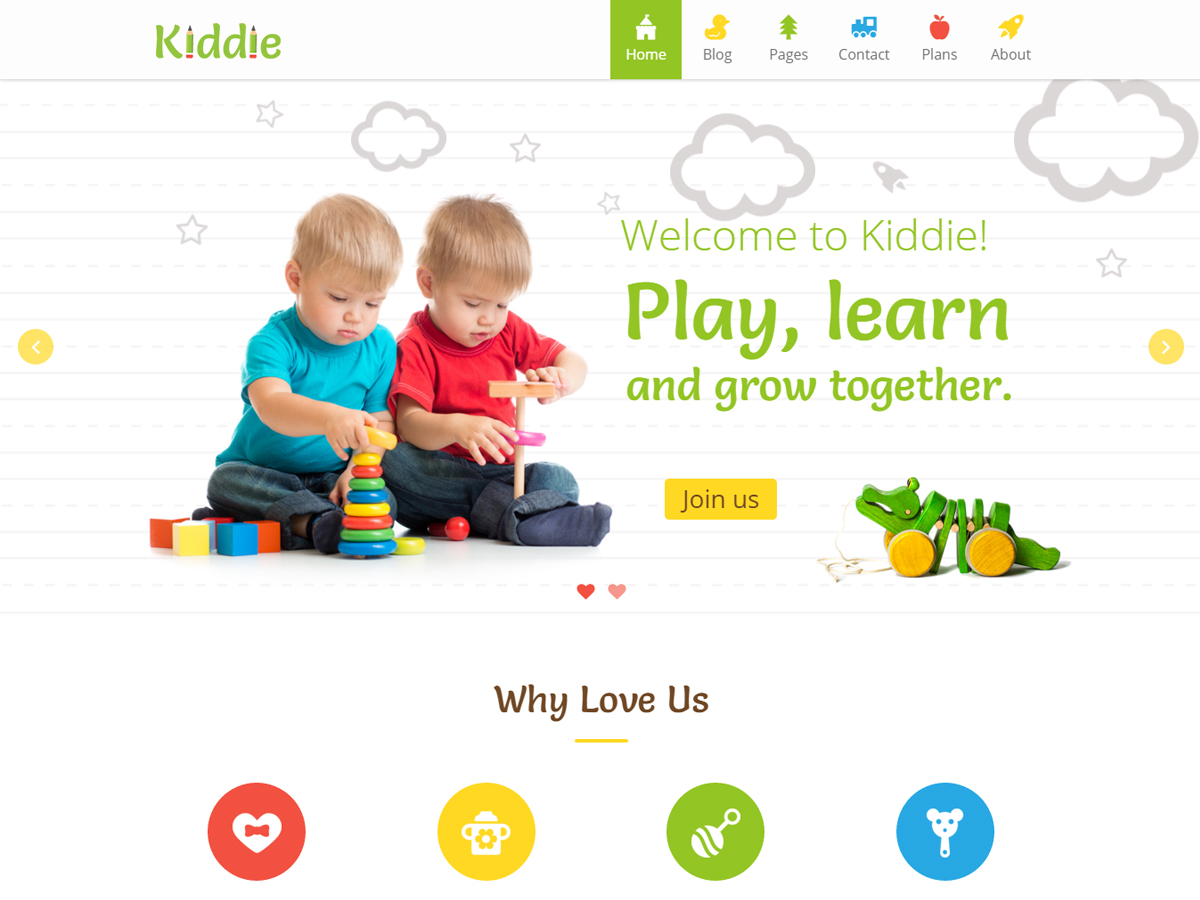 Kiddie
Home
Blog
Pages
Contact
Plans
About
Welcome to Kiddie!
Play, learn
and grow together.
Join us
Why Love Us